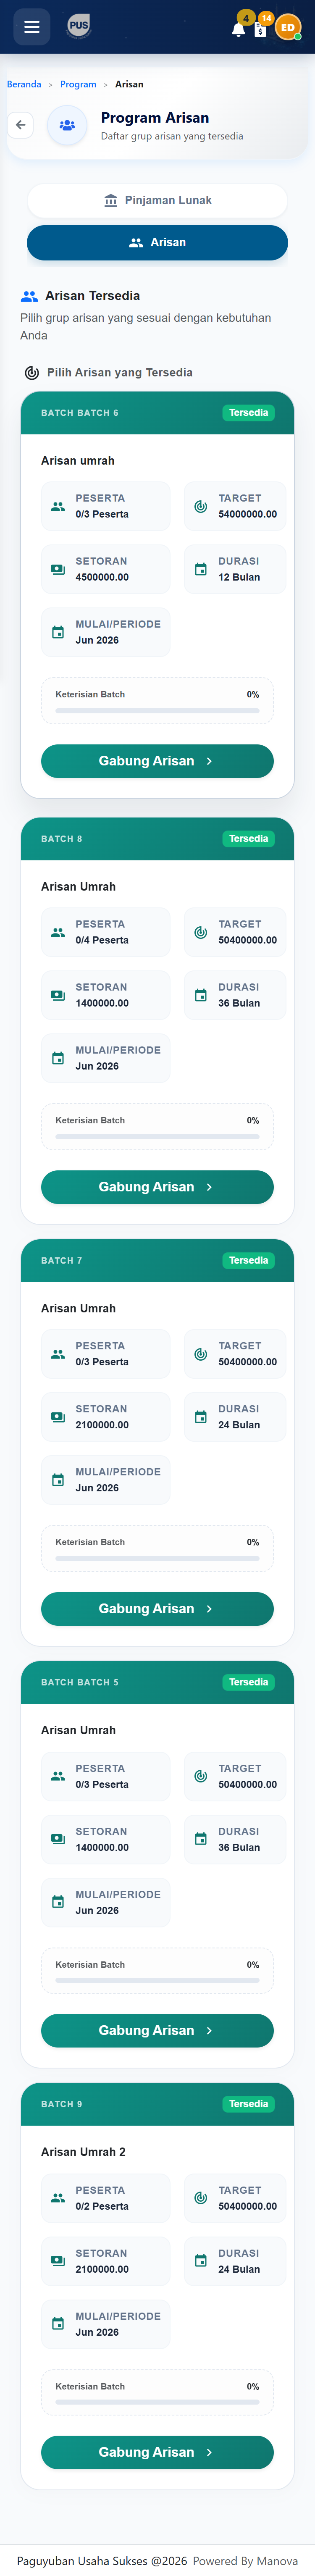 PUS
4
14
ED
Beranda > Program > Arisan
Program Arisan
Daftar grup arisan yang tersedia
Pinjaman Lunak
Arisan
Arisan Tersedia
Pilih grup arisan yang sesuai dengan kebutuhan
Anda
Pilih Arisan yang Tersedia
BATCH BATCH 6
Tersedia
Arisan umrah
PESERTA
0/3 Peserta
TARGET
54000000.00
SETORAN
4500000.00
DURASI
12 Bulan
MULAI/PERIODE
Jun 2026
Keterisian Batch 0%
Gabung Arisan
BATCH 8
Tersedia
Arisan Umrah
PESERTA
0/4 Peserta
TARGET
50400000.00
SETORAN
1400000.00
DURASI
36 Bulan
MULAI/PERIODE
Jun 2026
Keterisian Batch 0%
Gabung Arisan
BATCH 7
Tersedia
Arisan Umrah
PESERTA
0/3 Peserta
TARGET
50400000.00
SETORAN
2100000.00
DURASI
24 Bulan
MULAI/PERIODE
Jun 2026
Keterisian Batch 0%
Gabung Arisan
BATCH BATCH 5
Tersedia
Arisan Umrah
PESERTA
0/3 Peserta
TARGET
50400000.00
SETORAN
1400000.00
DURASI
36 Bulan
MULAI/PERIODE
Jun 2026
Keterisian Batch 0%
Gabung Arisan
BATCH 9
Tersedia
Arisan Umrah 2
PESERTA
0/2 Peserta
TARGET
50400000.00
SETORAN
2100000.00
DURASI
24 Bulan
MULAI/PERIODE
Jun 2026
Keterisian Batch 0%
Gabung Arisan
Paguyuban Usaha Sukses @2026 Powered By Manova